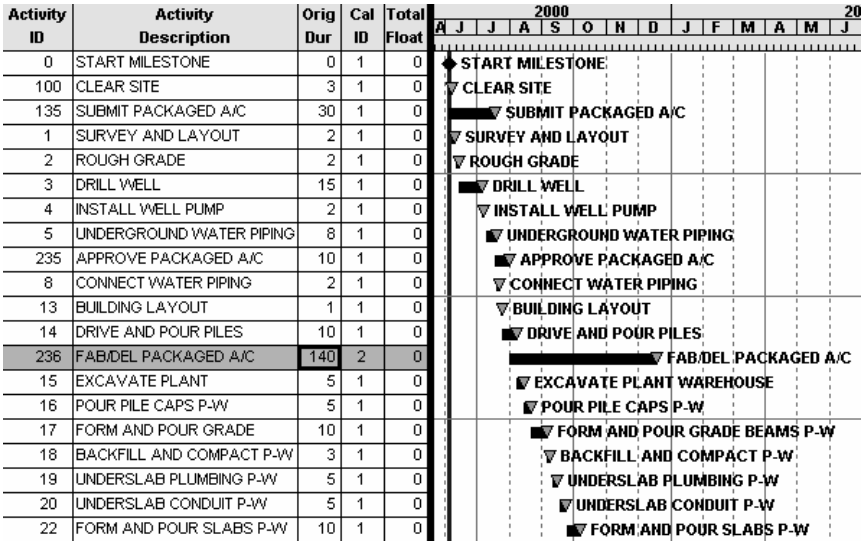 Activity ID Activity Description Orig Dur Cal ID Total Float 2000 20
A J J A S O N D J F M A M J
0 START MILESTONE 0 1 0 START MILESTONE
100 CLEAR SITE 3 1 0 CLEAR SITE
135 SUBMIT PACKAGED A/C 30 1 0 SUBMIT PACKAGED A/C
1 SURVEY AND LAYOUT 2 1 0 SURVEY AND LAYOUT
2 ROUGH GRADE 2 1 0 ROUGH GRADE
3 DRILL WELL 15 1 0 DRILL WELL
4 INSTALL WELL PUMP 2 1 0 INSTALL WELL PUMP
5 UNDERGROUND WATER PIPING 8 1 0 UNDERGROUND WATER PIPING
235 APPROVE PACKAGED A/C 10 1 0 APPROVE PACKAGED A/C
8 CONNECT WATER PIPING 2 1 0 CONNECT WATER PIPING
13 BUILDING LAYOUT 1 1 0 BUILDING LAYOUT
14 DRIVE AND POUR PILES 10 1 0 DRIVE AND POUR PILES
236 FAB/DEL PACKAGED A/C 140 2 0 FAB/DEL PACKAGED A/C
15 EXCAVATE PLANT 5 1 0 EXCAVATE PLANT WAREHOUSE
16 POUR PILE CAPS P-W 5 1 0 POUR PILE CAPS P-W
17 FORM AND POUR GRADE 10 1 0 FORM AND POUR GRADE BEAMS P-W
18 BACKFILL AND COMPACT P-W 3 1 0 BACKFILL AND COMPACT P-W
19 UNDERSLAB PLUMBING P-W 5 1 0 UNDERSLAB PLUMBING P-W
20 UNDERSLAB CONDUIT P-W 5 1 0 UNDERSLAB CONDUIT P-W
22 FORM AND POUR SLABS P-W 10 1 0 FORM AND POUR SLABS P-W